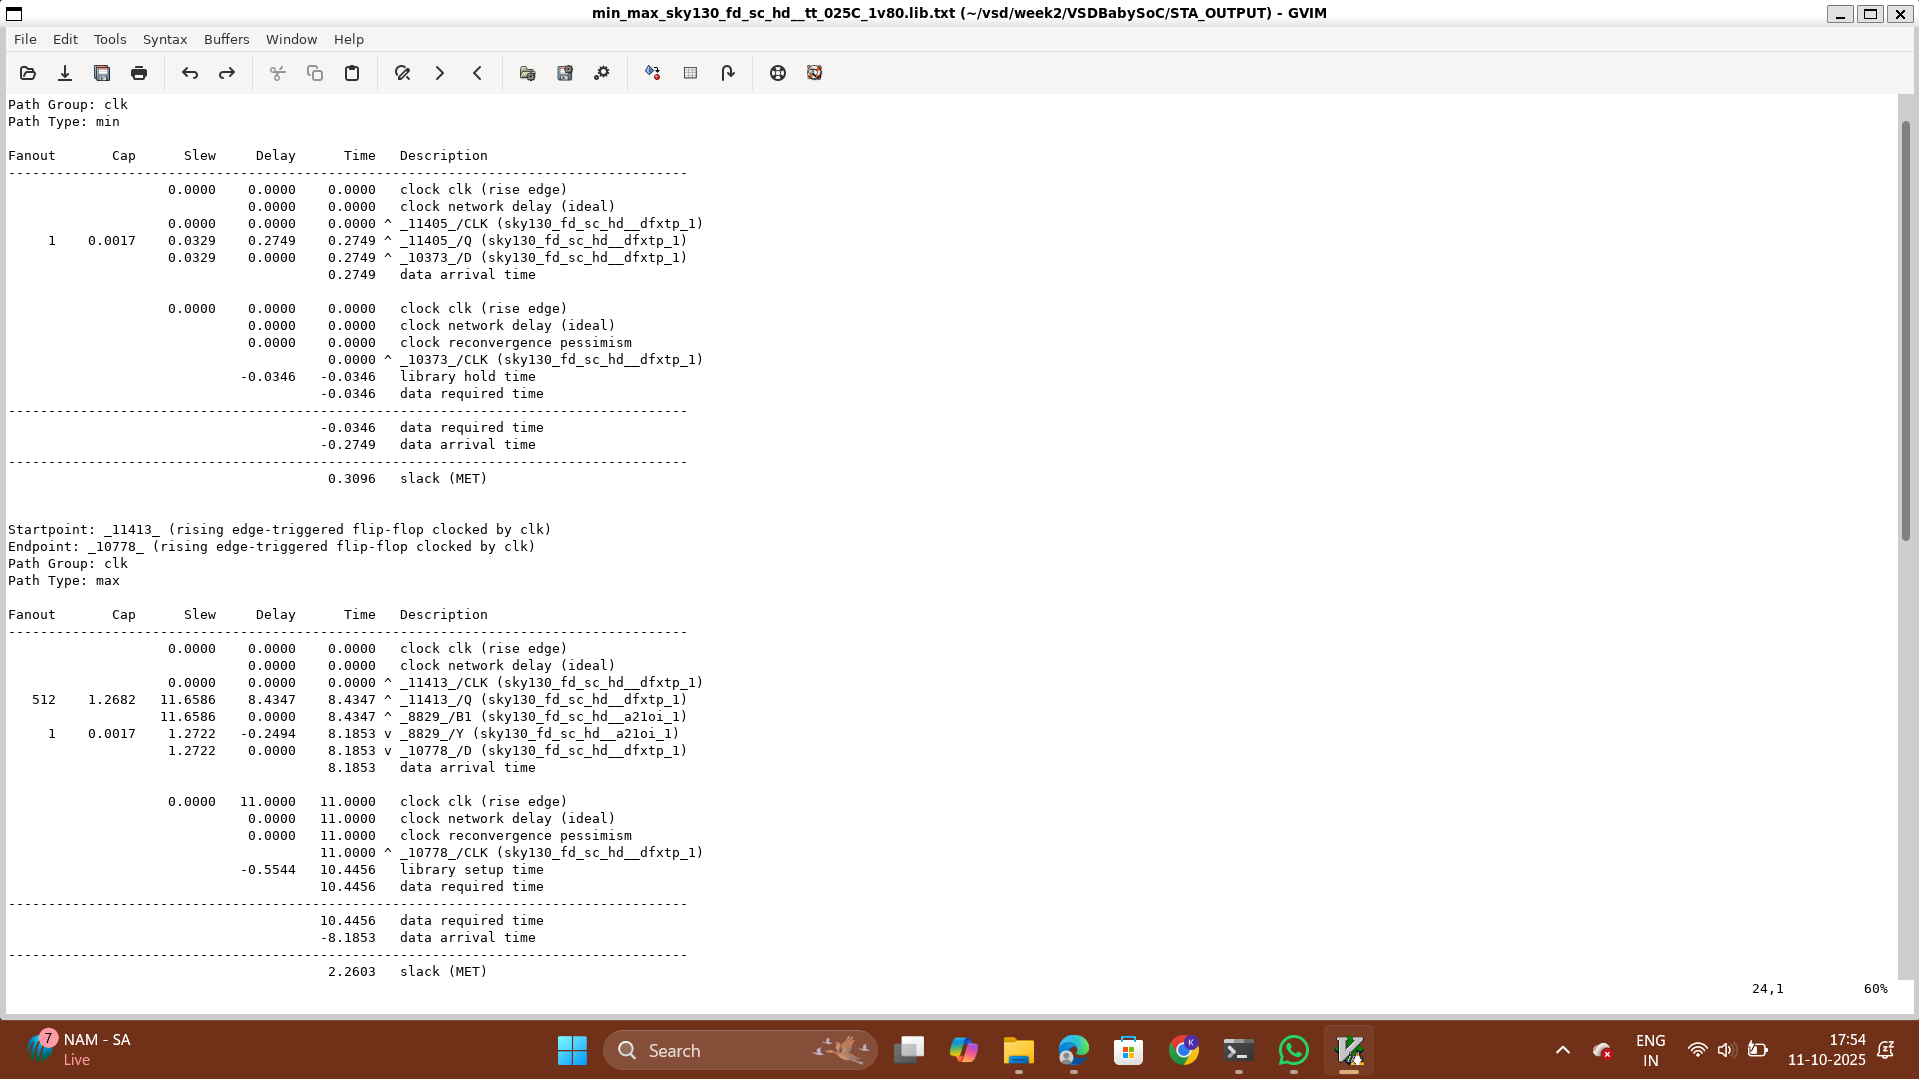 min_max_sky130_fd_sc_hd__tt_025C_1v80.lib.txt (~/vsd/week2/VSDBabySoC/STA_OUTPUT) - GVIM
File Edit Tools Syntax Buffers Window Help
Path Group: clk
Path Type: min
Fanout Cap Slew Delay Time Description
-------------------------------------------------------------------------------------
0.0000 0.0000 0.0000 clock clk (rise edge)
0.0000 0.0000 clock network delay (ideal)
0.0000 0.0000 0.0000 ^ _11405_/CLK (sky130_fd_sc_hd__dfxtp_1)
1 0.0017 0.0329 0.2749 0.2749 ^ _11405_/Q (sky130_fd_sc_hd__dfxtp_1)
0.0329 0.0000 0.2749 ^ _10373_/D (sky130_fd_sc_hd__dfxtp_1)
0.2749 data arrival time
0.0000 0.0000 0.0000 clock clk (rise edge)
0.0000 0.0000 clock network delay (ideal)
0.0000 0.0000 clock reconvergence pessimism
0.0000 ^ _10373_/CLK (sky130_fd_sc_hd__dfxtp_1)
-0.0346 -0.0346 library hold time
-0.0346 data required time
-------------------------------------------------------------------------------------
-0.0346 data required time
-0.2749 data arrival time
-------------------------------------------------------------------------------------
0.3096 slack (MET)
Startpoint: _11413_ (rising edge-triggered flip-flop clocked by clk)
Endpoint: _10778_ (rising edge-triggered flip-flop clocked by clk)
Path Group: clk
Path Type: max
Fanout Cap Slew Delay Time Description
-------------------------------------------------------------------------------------
0.0000 0.0000 0.0000 clock clk (rise edge)
0.0000 0.0000 clock network delay (ideal)
0.0000 0.0000 0.0000 ^ _11413_/CLK (sky130_fd_sc_hd__dfxtp_1)
512 1.2682 11.6586 8.4347 8.4347 ^ _11413_/Q (sky130_fd_sc_hd__dfxtp_1)
11.6586 0.0000 8.4347 ^ _8829_/B1 (sky130_fd_sc_hd__a21oi_1)
1 0.0017 1.2722 -0.2494 8.1853 v _8829_/Y (sky130_fd_sc_hd__a21oi_1)
1.2722 0.0000 8.1853 v _10778_/D (sky130_fd_sc_hd__dfxtp_1)
8.1853 data arrival time
0.0000 11.0000 11.0000 clock clk (rise edge)
0.0000 11.0000 clock network delay (ideal)
0.0000 11.0000 clock reconvergence pessimism
11.0000 ^ _10778_/CLK (sky130_fd_sc_hd__dfxtp_1)
-0.5544 10.4456 library setup time
10.4456 data required time
-------------------------------------------------------------------------------------
10.4456 data required time
-8.1853 data arrival time
-------------------------------------------------------------------------------------
2.2603 slack (MET)
24,1 60%
7
NAM - SA
Live
Search
K
ENG
IN
17:54
11-10-2025